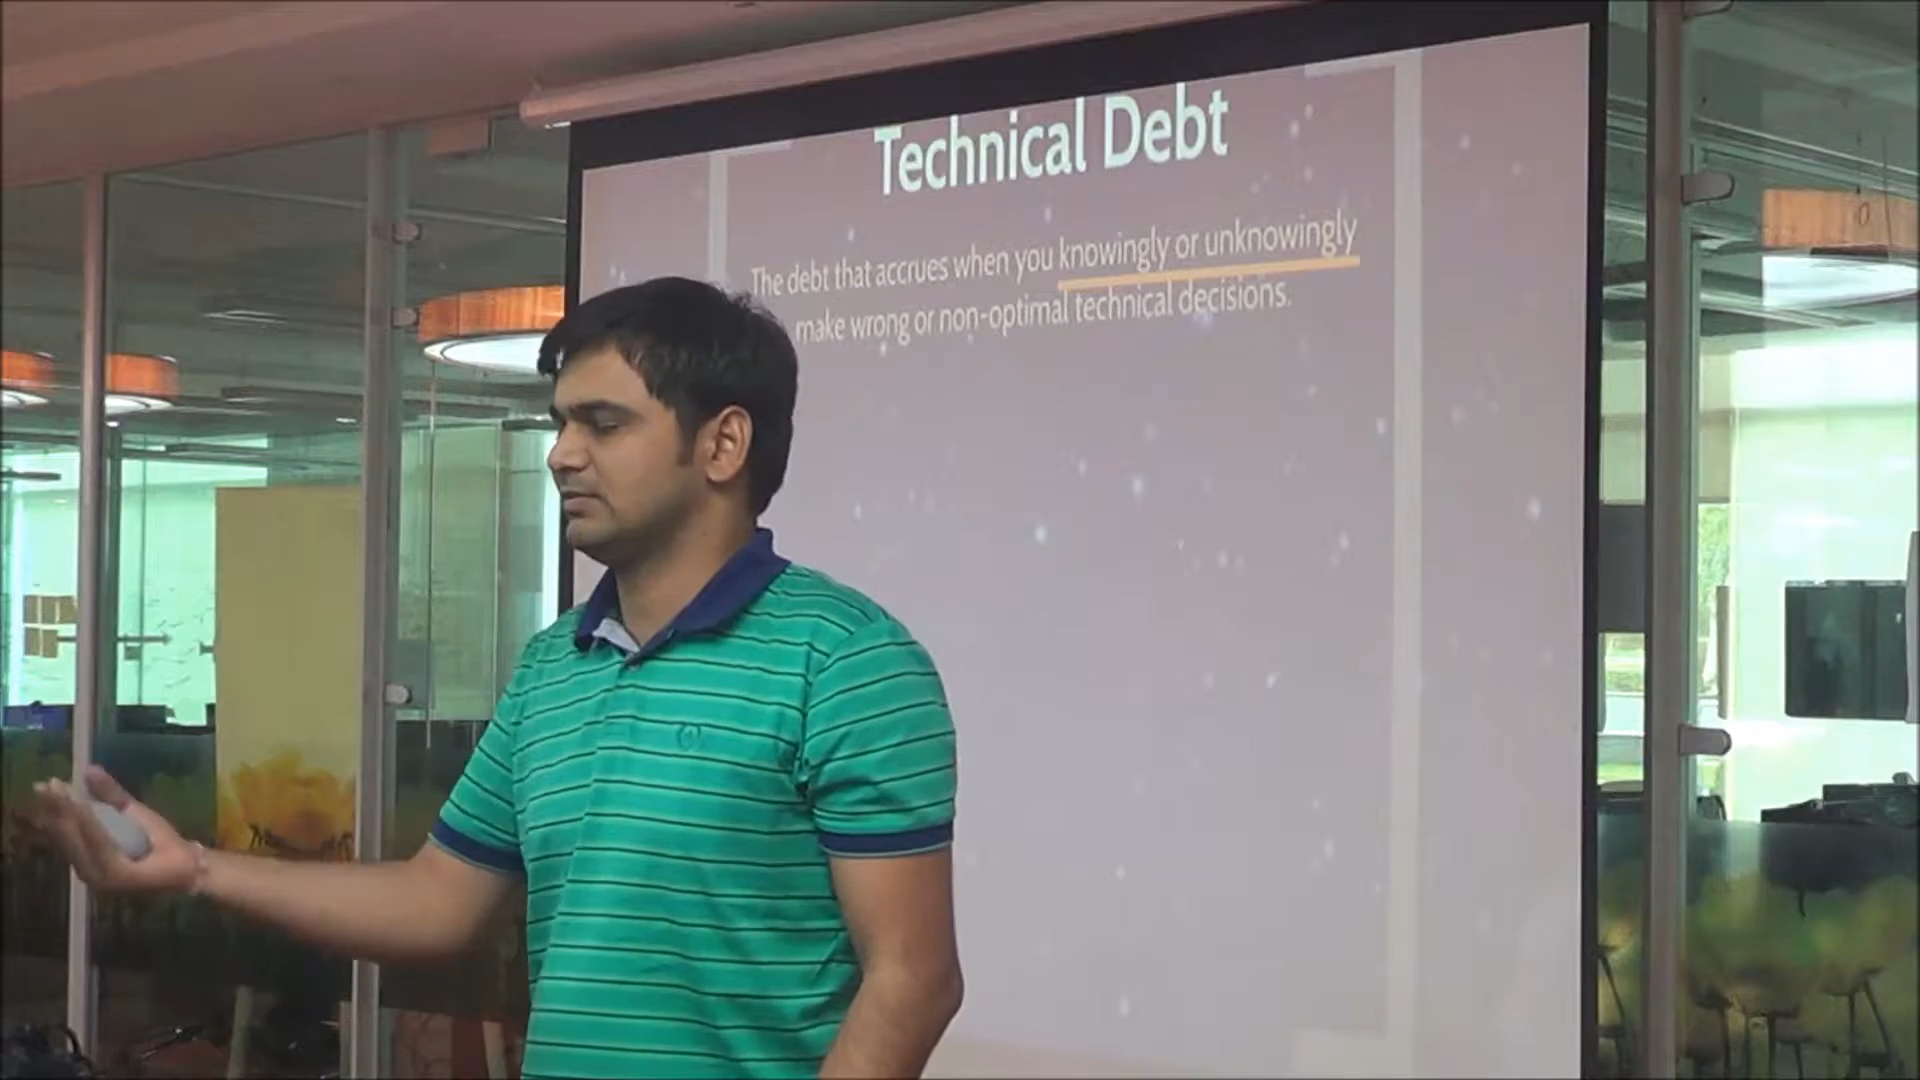 Technical Debt
The debt that accrues when you knowingly or unknowingly
make wrong or non-optimal technical decisions.